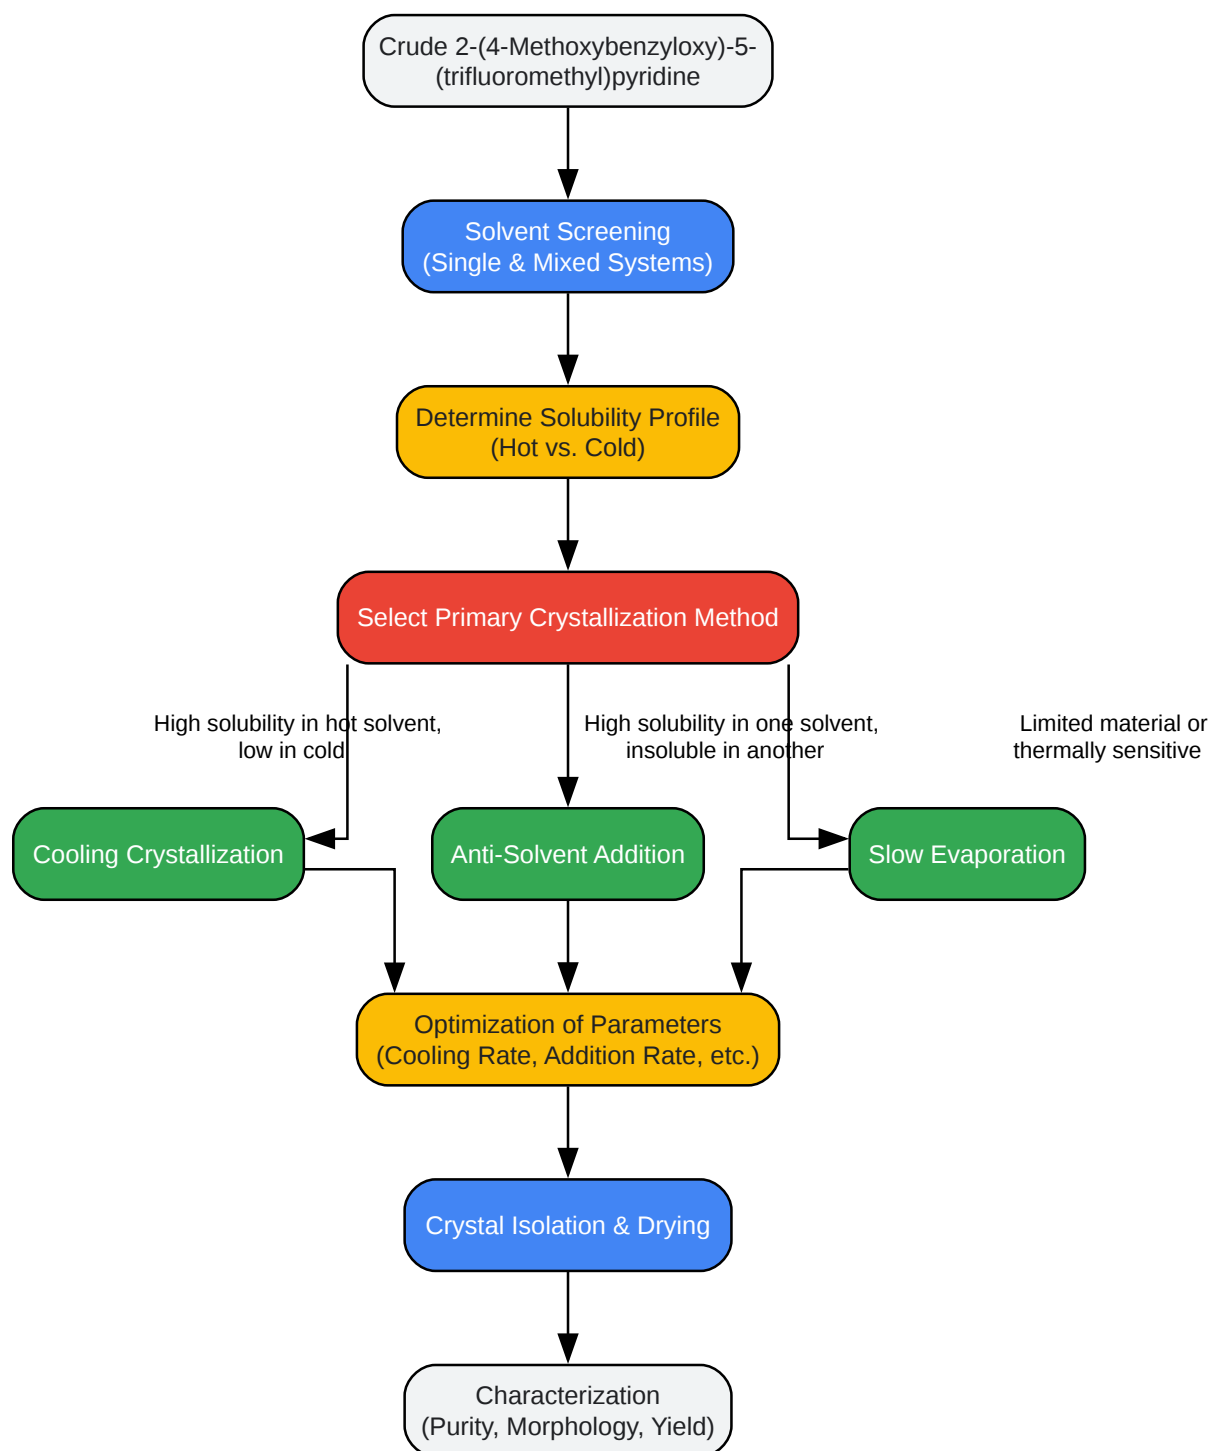 Crude 2-(4-Methoxybenzyloxy)-5-
(trifluoromethyl)pyridine
Solvent Screening
(Single & Mixed Systems)
Determine Solubility Profile
(Hot vs. Cold)
Select Primary Crystallization Method
High solubility in hot solvent,
low in cold
High solubility in one solvent,
insoluble in another
Limited material or
thermally sensitive
Cooling Crystallization
Anti-Solvent Addition
Slow Evaporation
Optimization of Parameters
(Cooling Rate, Addition Rate, etc.)
Crystal Isolation & Drying
Characterization
(Purity, Morphology, Yield)